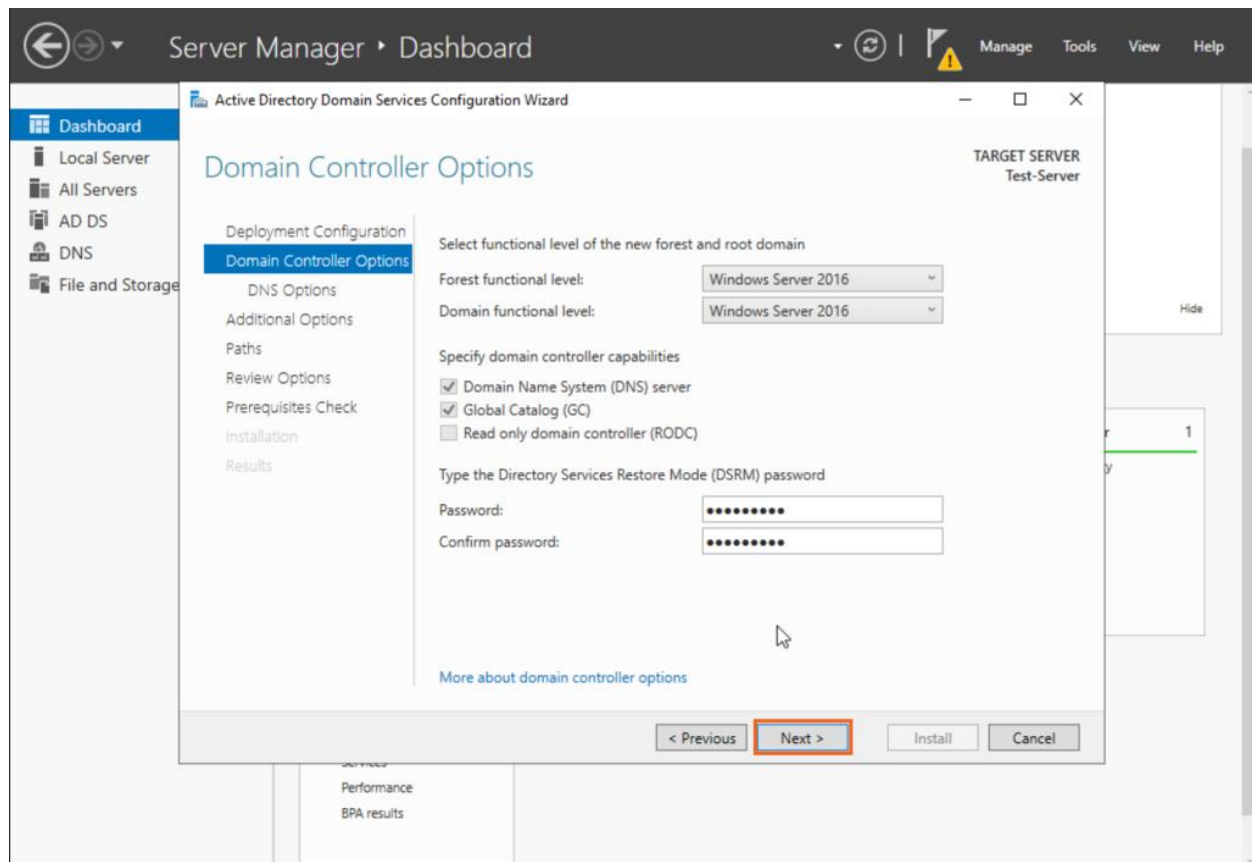 Server Manager ‣ Dashboard
Manage Tools View Help
Active Directory Domain Services Configuration Wizard
Dashboard
Local Server
All Servers
AD DS
DNS
File and Storage
Domain Controller Options
TARGET SERVER
Test-Server
Deployment Configuration
Domain Controller Options
DNS Options
Additional Options
Paths
Review Options
Prerequisites Check
Installation
Results
Select functional level of the new forest and root domain
Forest functional level: Windows Server 2016
Domain functional level: Windows Server 2016
Specify domain controller capabilities
Domain Name System (DNS) server
Global Catalog (GC)
Read only domain controller (RODC)
Type the Directory Services Restore Mode (DSRM) password
Password: •••••••••
Confirm password: •••••••••
More about domain controller options
< Previous Next > Install Cancel
Hide
r 1
y
Performance
BPA results